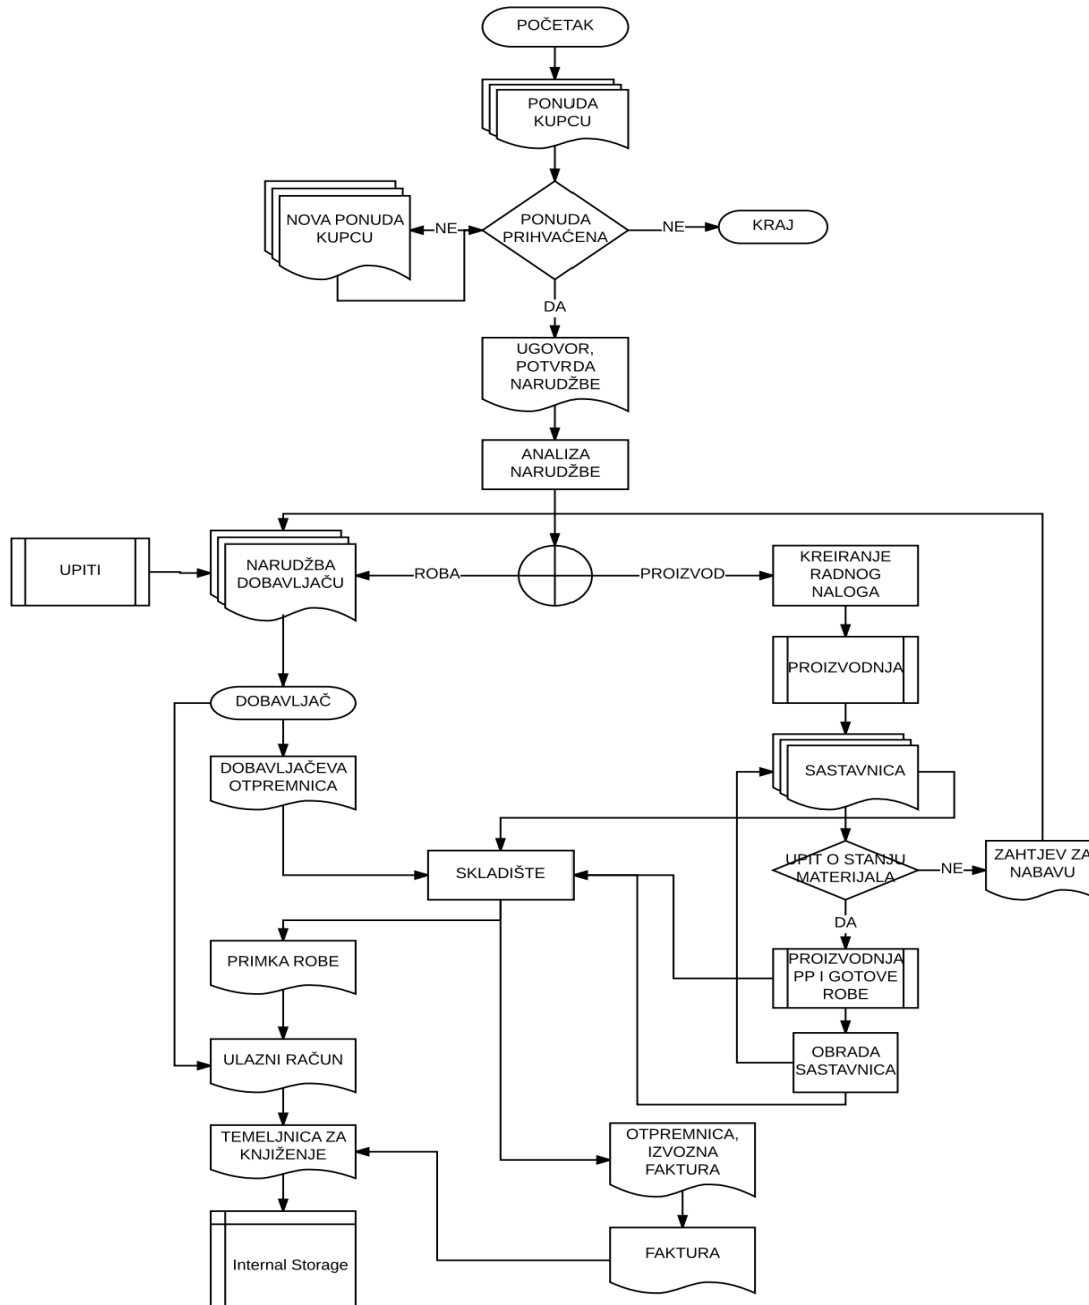 POČETAK
PONUDA
KUPCU
NOVA PONUDA
KUPCU
NE
PONUDA
PRIHVAĆENA
NE
KRAJ
DA
UGOVOR,
POTVRDA
NARUDŽBE
ANALIZA
NARUDŽBE
UPITI
NARUDŽBA
DOBAVLJAČU
ROBA
PROIZVOD
KREIRANJE
RADNOG
NALOGA
PROIZVODNJA
DOBAVLJAČ
DOBAVLJAČEVA
OTPREMNICA
SASTAVNICA
SKLADIŠTE
UPIT O STANJU
MATERIJALA
NE
ZAHTJEV ZA
NABAVU
DA
PRIMKA ROBE
PROIZVODNJA
PP I GOTOVE
ROBE
ULAZNI RAČUN
OBRADA
SASTAVNICA
TEMELJNICA ZA
KNJIŽENJE
OTPREMNICA,
IZVOZNA
FAKTURA
Internal Storage
FAKTURA